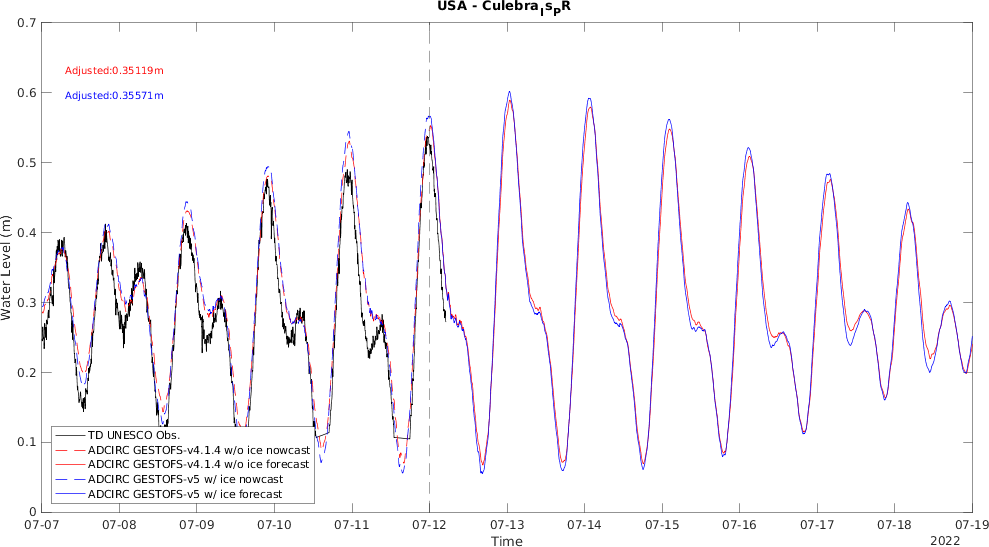 USA - CulebraIsPR
Adjusted:0.35119m
Adjusted:0.35571m
Water Level (m)
0.7
0.6
0.5
0.4
0.3
0.2
0.1
0
TD UNESCO Obs.
ADCIRC GESTOFS-v4.1.4 w/o ice nowcast
ADCIRC GESTOFS-v4.1.4 w/o ice forecast
ADCIRC GESTOFS-v5 w/ ice nowcast
ADCIRC GESTOFS-v5 w/ ice forecast
07-07 07-08 07-09 07-10 07-11 07-12 07-13 07-14 07-15 07-16 07-17 07-18 07-19
Time
2022